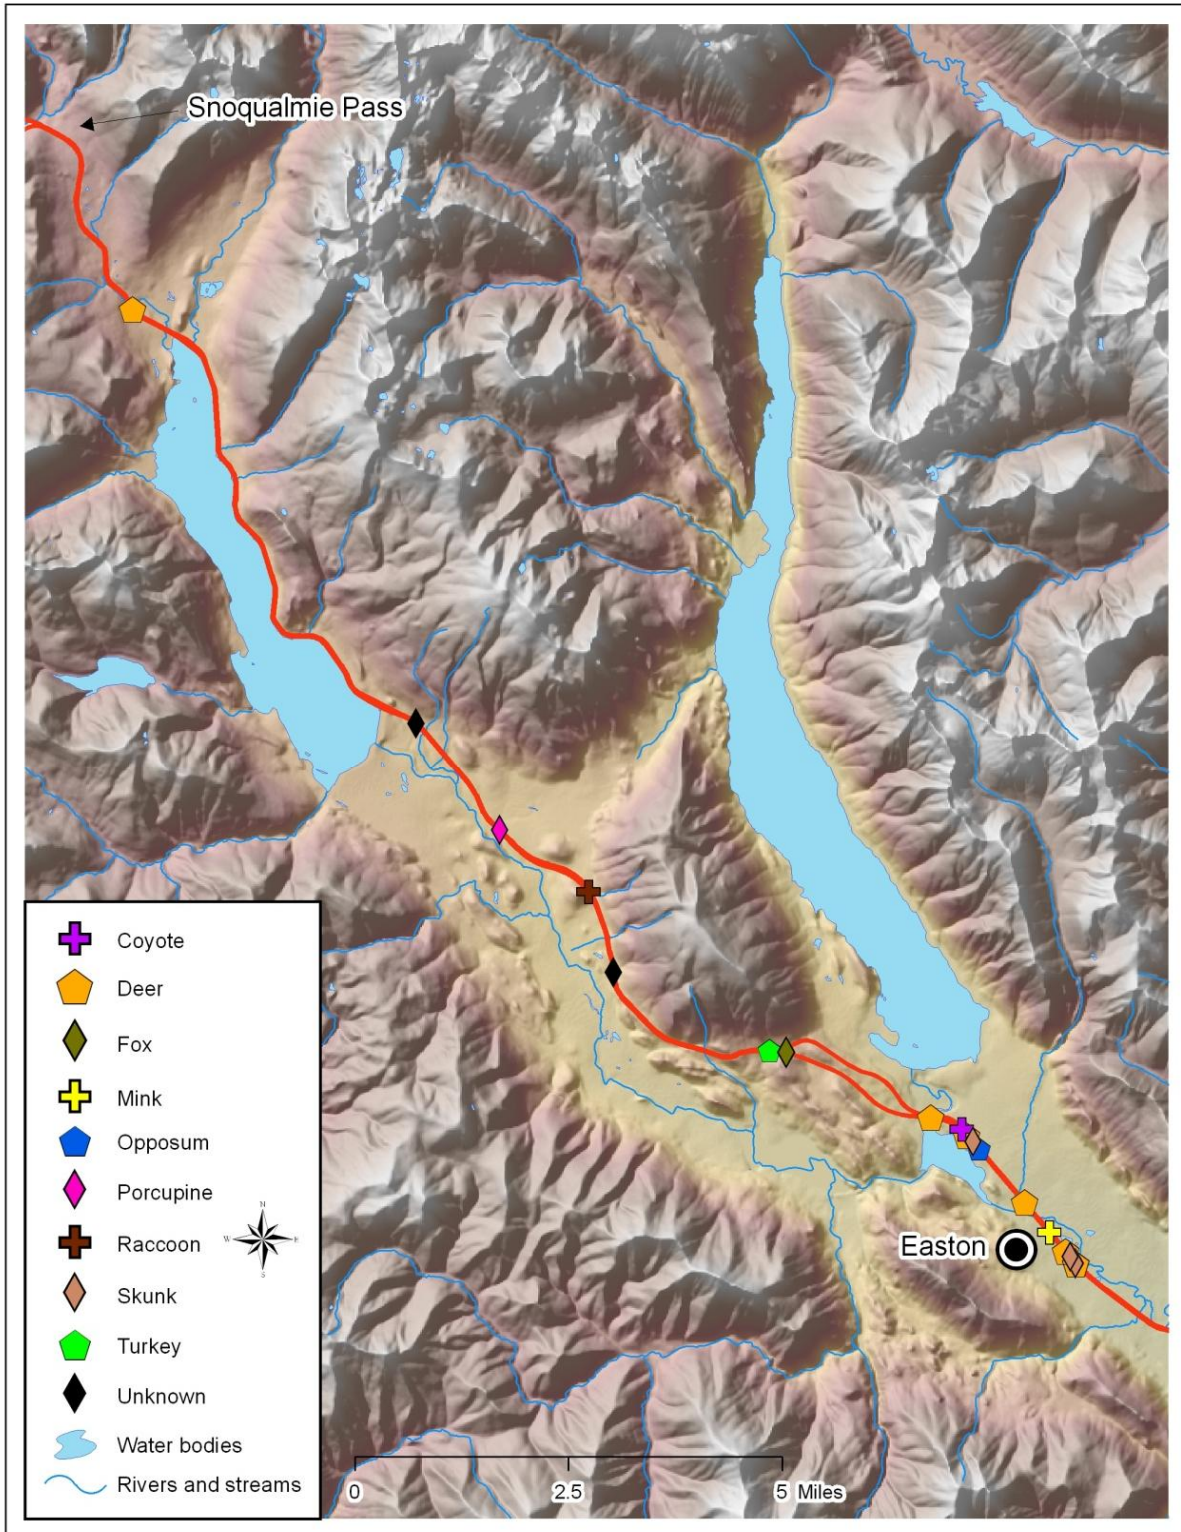 Snoqualmie Pass
Easton
Coyote
Deer
Fox
Mink
Opposum
Porcupine
Raccoon
Skunk
Turkey
Unknown
Water bodies
Rivers and streams
N
W
E
S
0 2.5 5 Miles